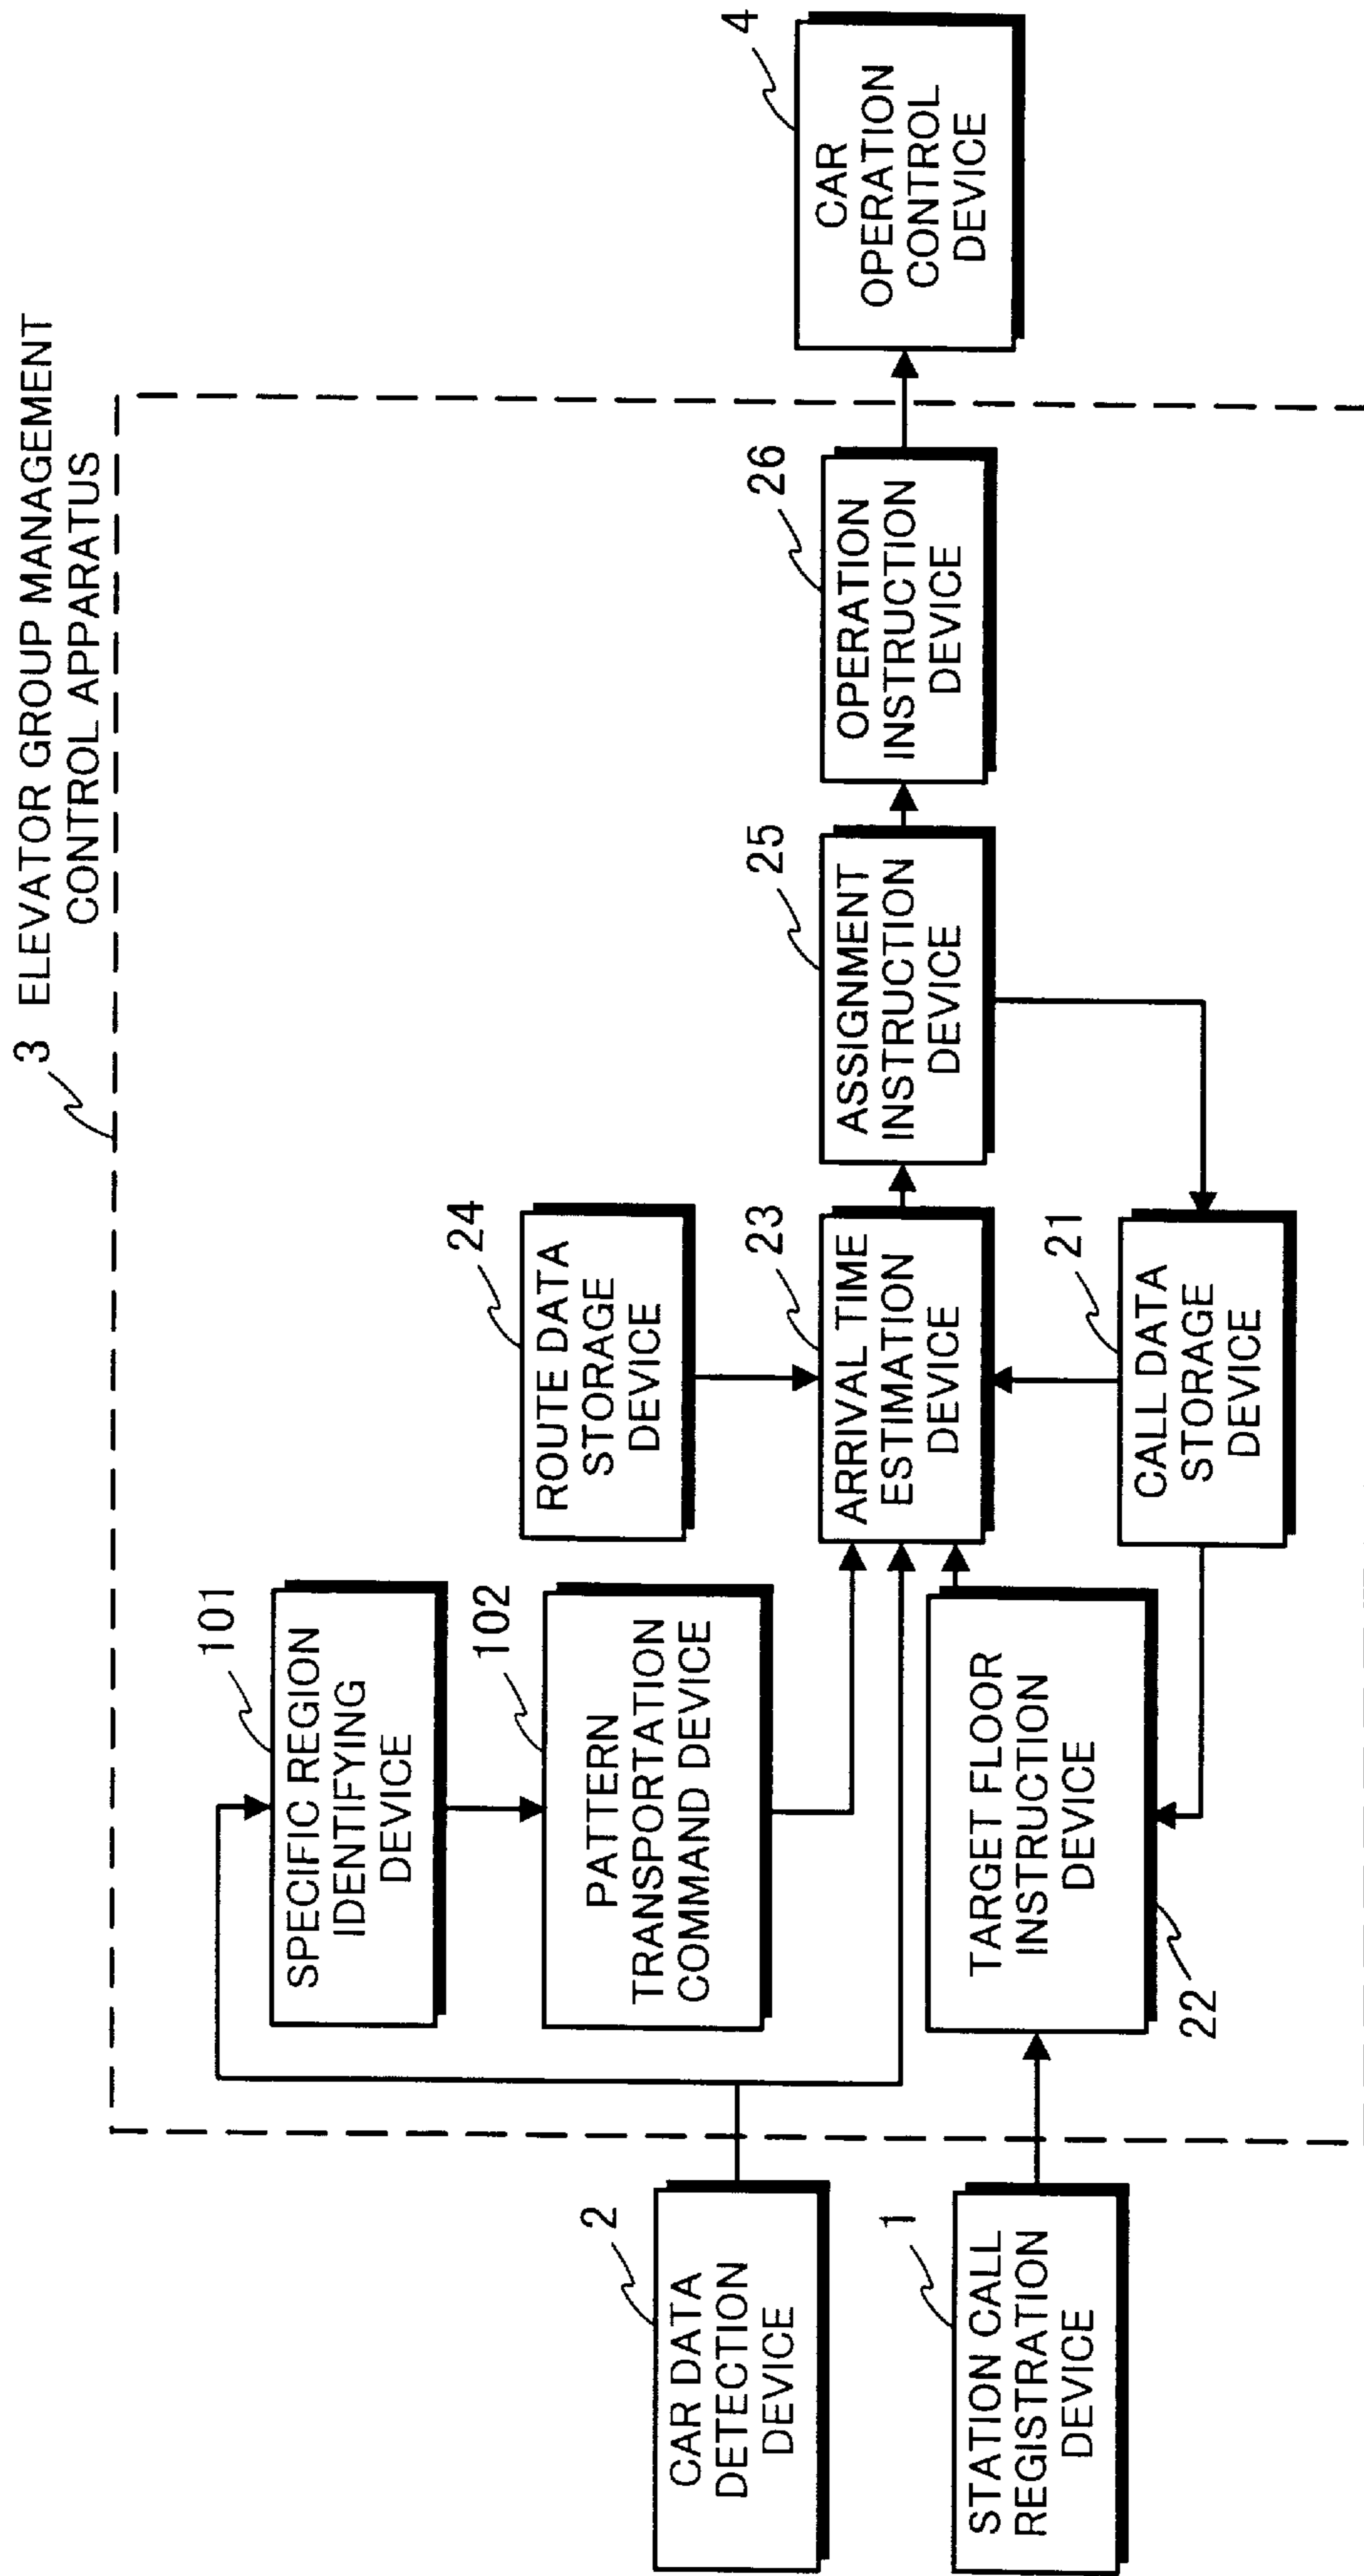 3 ELEVATOR GROUP MANAGEMENT
CONTROL APPARATUS
101
SPECIFIC REGION
IDENTIFYING
DEVICE
24
ROUTE DATA
STORAGE
DEVICE
102
PATTERN
TRANSPORTATION
COMMAND DEVICE
2
CAR DATA
DETECTION
DEVICE
23
ARRIVAL TIME
ESTIMATION
DEVICE
25
ASSIGNMENT
INSTRUCTION
DEVICE
26
OPERATION
INSTRUCTION
DEVICE
4
CAR
OPERATION
CONTROL
DEVICE
1
STATION CALL
REGISTRATION
DEVICE
TARGET FLOOR
INSTRUCTION
DEVICE
22
21
CALL DATA
STORAGE
DEVICE